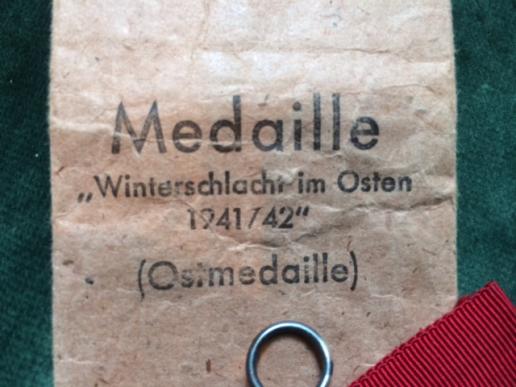 Medaille
„Winterschlacht im Osten
1941/42“
(Ostmedaille)